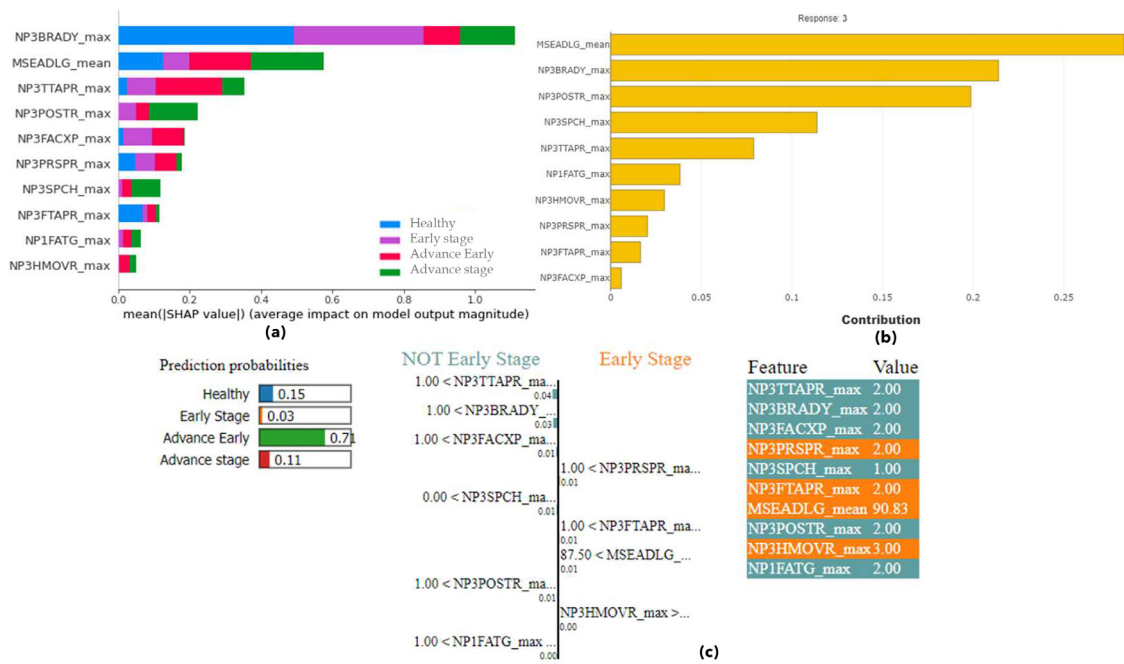 NP3BRADY_max
MSEADLG_mean
NP3TTAPR_max
NP3POSTR_max
NP3FACXP_max
NP3PRSPR_max
NP3SPCH_max
NP3FTAPR_max
NP1FATG_max
NP3HMOVR_max
Healthy
Early stage
Advance Early
Advance stage
0.0 0.2 0.4 0.6 0.8 1.0
mean(|SHAP value|) (average impact on model output magnitude)
(a)
Response: 3
MSEADLG_mean
NP3BRADY_max
NP3POSTR_max
NP3SPCH_max
NP3TTAPR_max
NP1FATG_max
NP3HMOVR_max
NP3PRSPR_max
NP3FTAPR_max
NP3FACXP_max
0 0.05 0.1 0.15 0.2 0.25
Contribution
(b)
Prediction probabilities
Healthy 0.15
Early Stage 0.03
Advance Early 0.71
Advance stage 0.11
NOT Early Stage Early Stage
1.00 < NP3TTAPR_ma...
0.04
1.00 < NP3BRADY_...
0.03
1.00 < NP3FACXP_ma...
0.01
1.00 < NP3PRSPR_ma...
0.01
0.00 < NP3SPCH_ma...
0.01
1.00 < NP3FTAPR_ma...
0.01
87.50 < MSEADLG_...
0.01
1.00 < NP3POSTR_ma...
0.01
NP3HMOVR_max >...
0.00
1.00 < NP1FATG_max ...
0.00
Feature Value
NP3TTAPR_max 2.00
NP3BRADY_max 2.00
NP3FACXP_max 2.00
NP3PRSPR_max 2.00
NP3SPCH_max 1.00
NP3FTAPR_max 2.00
MSEADLG_mean 90.83
NP3POSTR_max 2.00
NP3HMOVR_max 3.00
NP1FATG_max 2.00
(c)